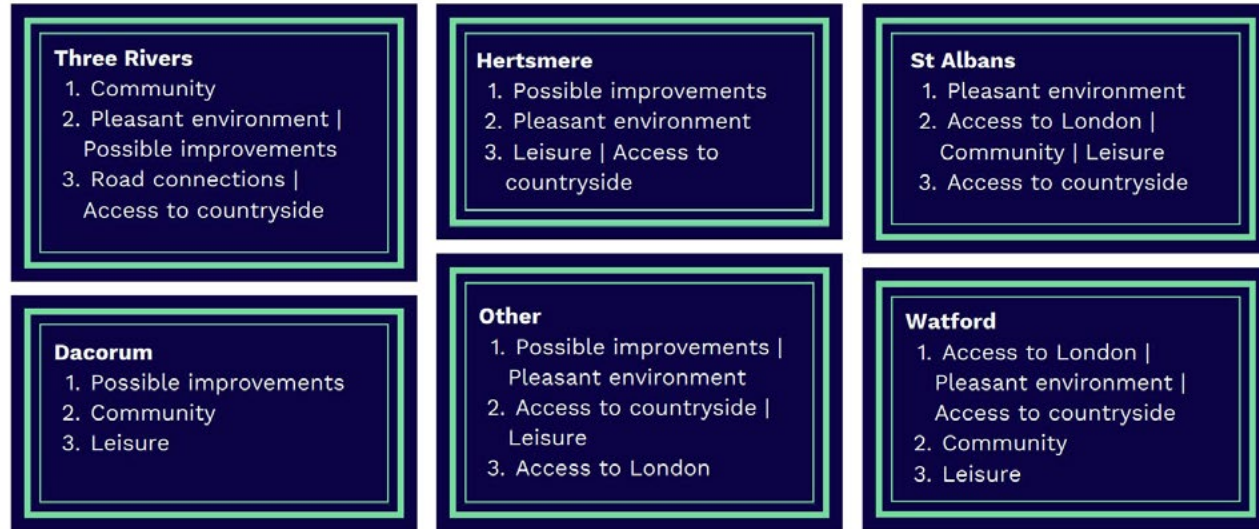 Three Rivers
1. Community
2. Pleasant environment |
Possible improvements
3. Road connections |
Access to countryside
Hertsmere
1. Possible improvements
2. Pleasant environment
3. Leisure | Access to
countryside
St Albans
1. Pleasant environment
2. Access to London |
Community | Leisure
3. Access to countryside
Dacorum
1. Possible improvements
2. Community
3. Leisure
Other
1. Possible improvements |
Pleasant environment
2. Access to countryside |
Leisure
3. Access to London
Watford
1. Access to London |
Pleasant environment |
Access to countryside
2. Community
3. Leisure